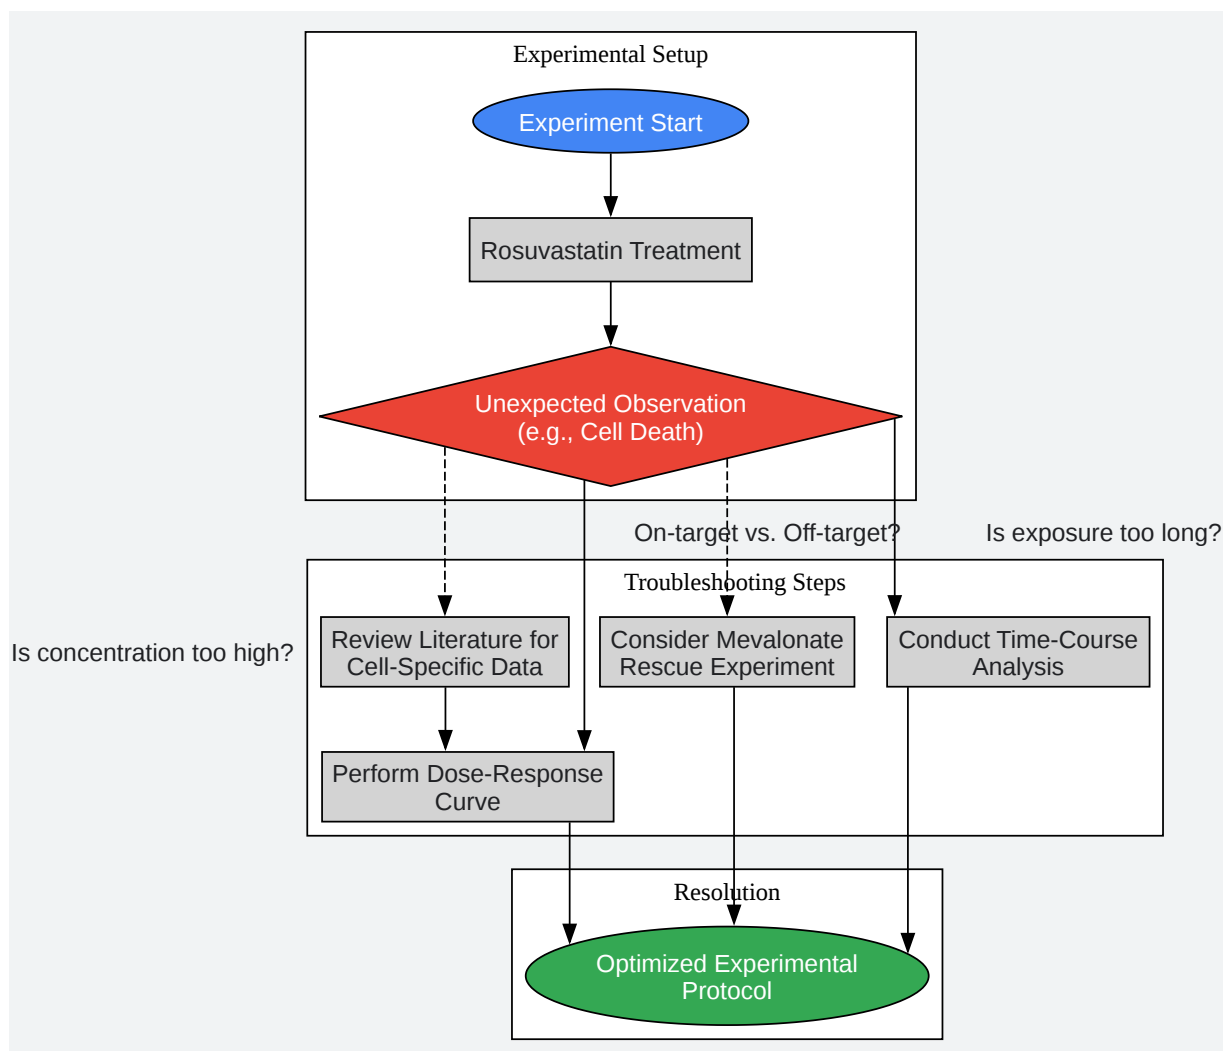 Experimental Setup
Experiment Start
Rosuvastatin Treatment
Unexpected Observation
(e.g., Cell Death)
On-target vs. Off-target?
Is exposure too long?
Troubleshooting Steps
Is concentration too high?
Review Literature for
Cell-Specific Data
Consider Mevalonate
Rescue Experiment
Conduct Time-Course
Analysis
Perform Dose-Response
Curve
Resolution
Optimized Experimental
Protocol